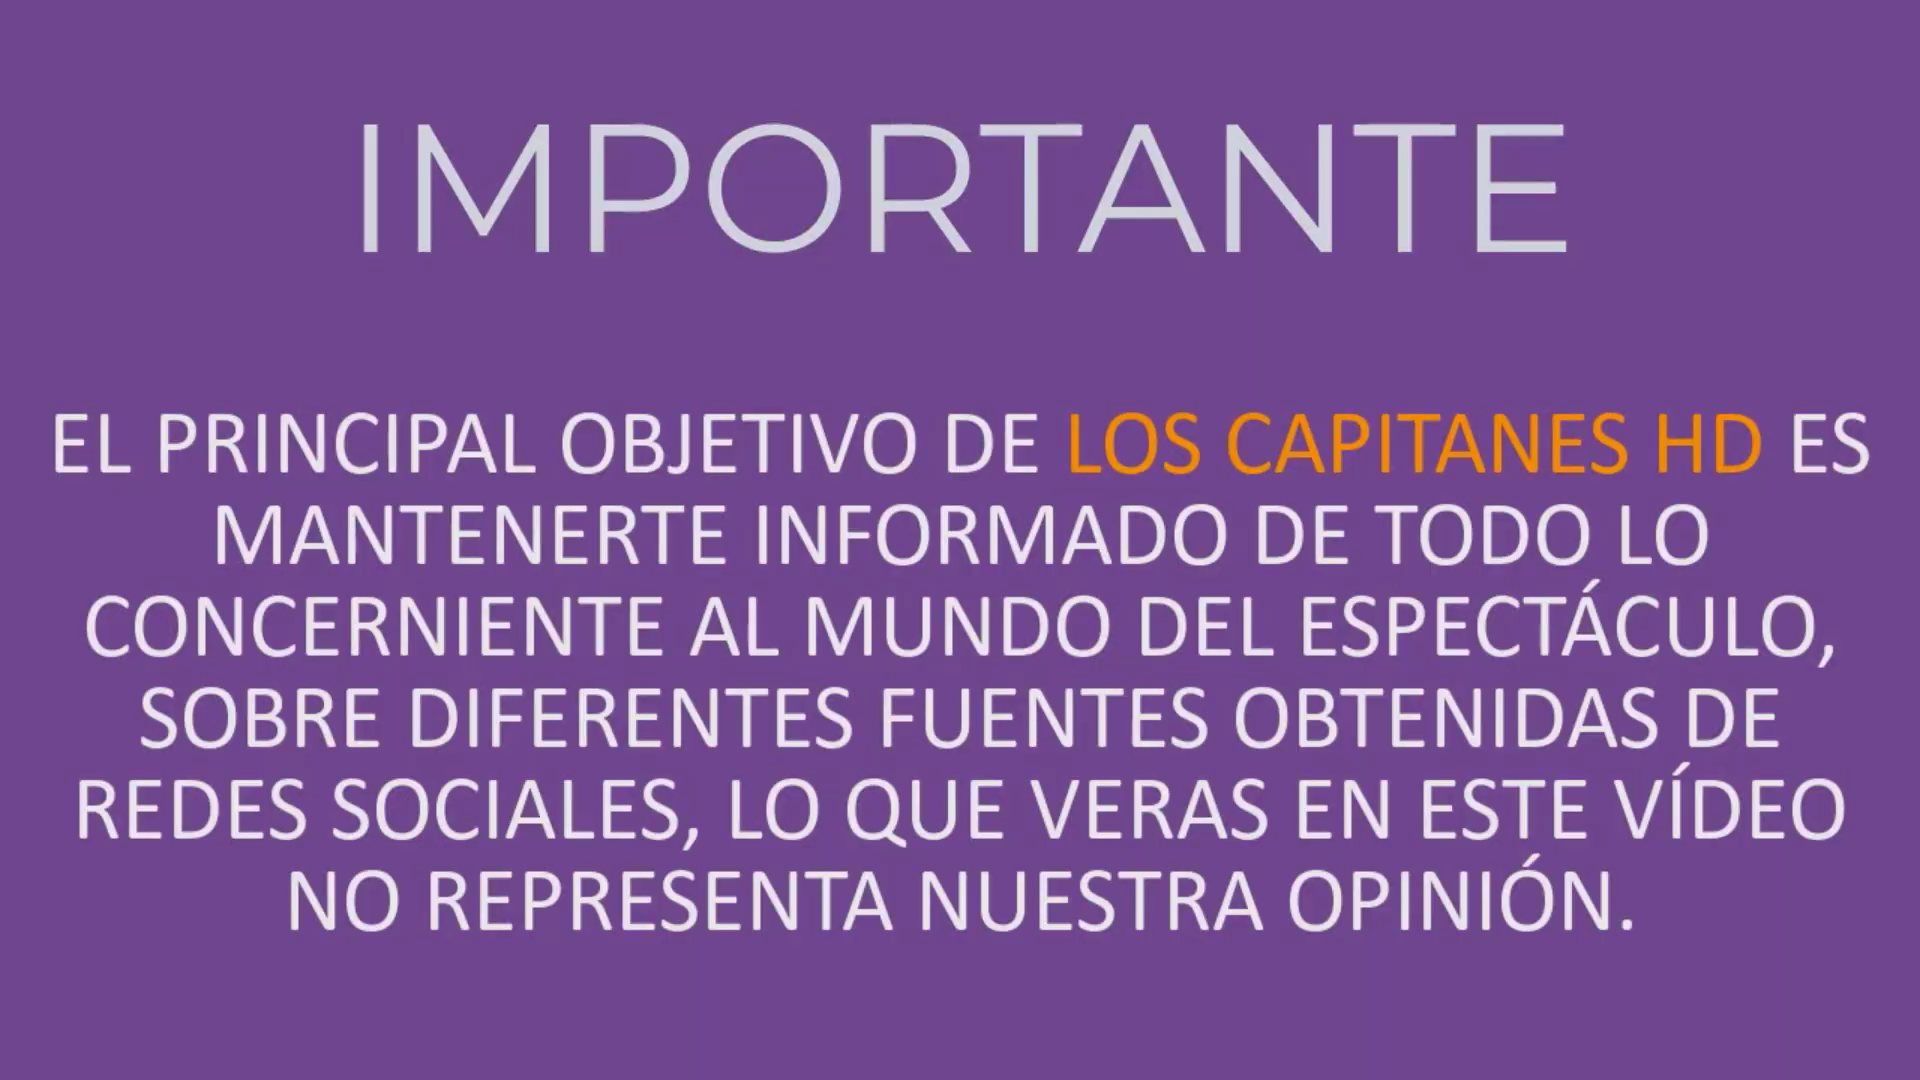 IMPORTANTE
EL PRINCIPAL OBJETIVO DE LOS CAPITANES HD ES
MANTENERTE INFORMADO DE TODO LO
CONCERNIENTE AL MUNDO DEL ESPECTÁCULO,
SOBRE DIFERENTES FUENTES OBTENIDAS DE
REDES SOCIALES, LO QUE VERAS EN ESTE VÍDEO
NO REPRESENTA NUESTRA OPINIÓN.